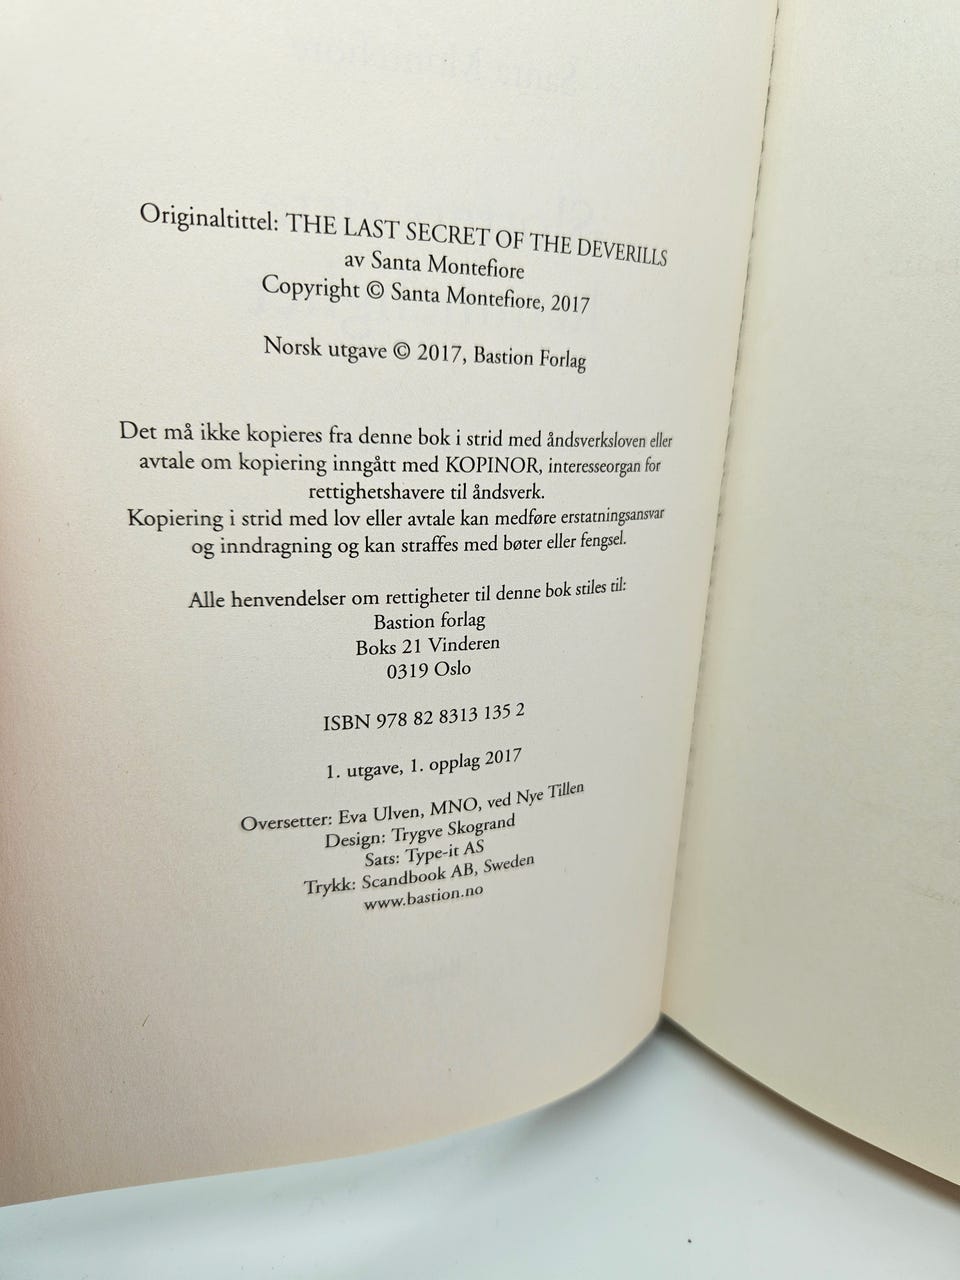 Originaltittel: THE LAST SECRET OF THE DEVERILLS
av Santa Montefiore
Copyright © Santa Montefiore, 2017
Norsk utgave © 2017, Bastion Forlag
Det må ikke kopieres fra denne bok i strid med åndsverksloven eller
avtale om kopiering inngått med KOPINOR, interesseorgan for
rettighetshavere til åndsverk.
Kopiering i strid med lov eller avtale kan medføre erstatningsansvar
og inndragning og kan straffes med bøter eller fengsel.
Alle henvendelser om rettigheter til denne bok stiles til:
Bastion forlag
Boks 21 Vinderen
0319 Oslo
ISBN 978 82 8313 135 2
1. utgave, 1. opplag 2017
Oversetter: Eva Ulven, MNO, ved Nye Tillen
Design: Trygve Skogrand
Sats: Type-it AS
Trykk: Scandbook AB, Sweden
www.bastion.no